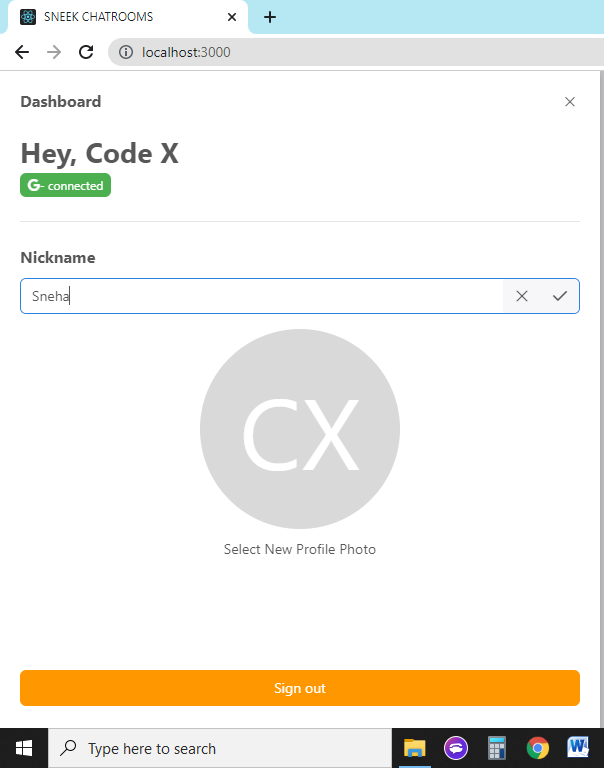 SNEEK CHATROOMS
localhost:3000
Dashboard
Hey, Code X
G- connected
Nickname
Sneha
CX
Select New Profile Photo
Sign out
Type here to search
W